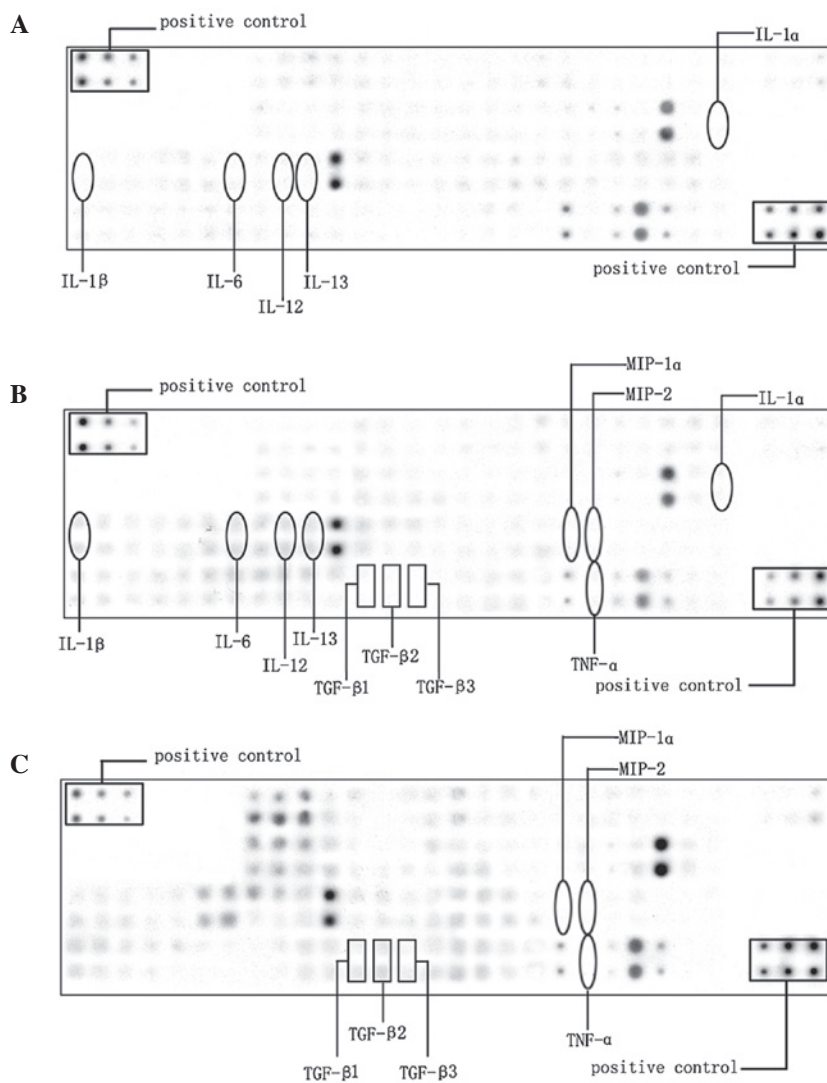 A
positive control
IL-1α
IL-1β
IL-6
IL-12
IL-13
positive control
B
positive control
MIP-1α
MIP-2
IL-1α
IL-1β
IL-6
IL-12
IL-13
TGF-β1
TGF-β2
TGF-β3
TNF-α
positive control
C
positive control
MIP-1α
MIP-2
TGF-β1
TGF-β2
TGF-β3
TNF-α
positive control